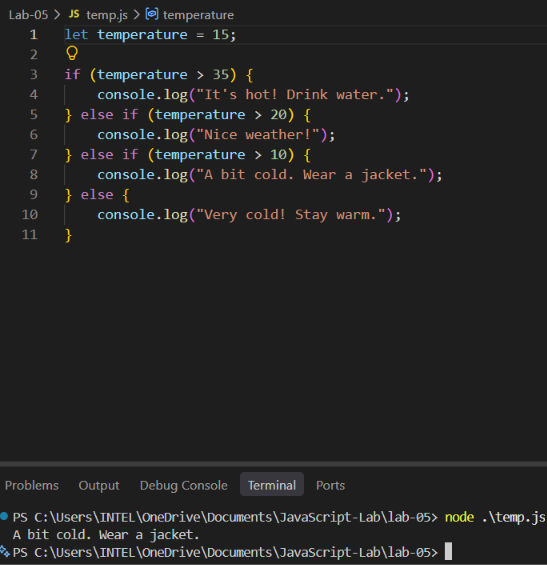 Lab-05 > JS temp.js > temperature
1 let temperature = 15;
2
3 if (temperature > 35) {
4     console.log("It's hot! Drink water.");
5 } else if (temperature > 20) {
6     console.log("Nice weather!");
7 } else if (temperature > 10) {
8     console.log("A bit cold. Wear a jacket.");
9 } else {
10     console.log("Very cold! Stay warm.");
11 }
Problems Output Debug Console Terminal Ports
PS C:\Users\INTEL\OneDrive\Documents\JavaScript-Lab\lab-05> node .\temp.js
A bit cold. Wear a jacket.
PS C:\Users\INTEL\OneDrive\Documents\JavaScript-Lab\lab-05>